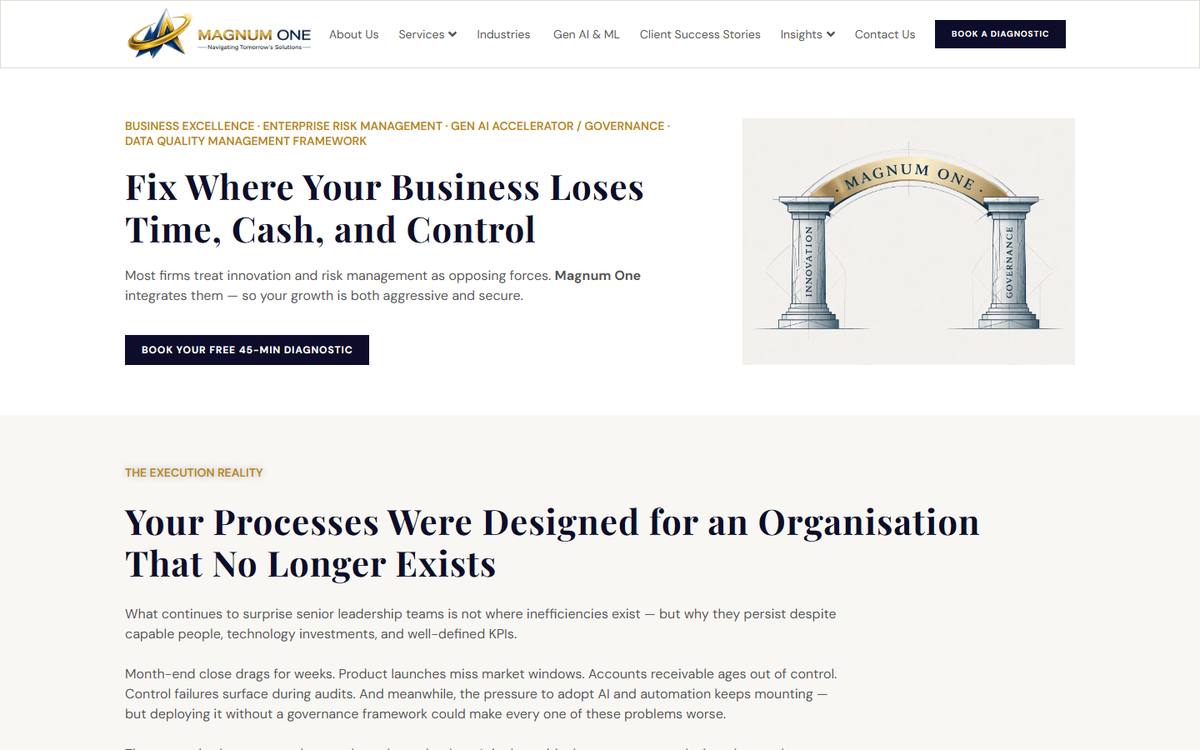 MAGNUM ONE
Navigating Tomorrow's Solutions
About Us
Services
Industries
Gen AI & ML
Client Success Stories
Insights
Contact Us
BOOK A DIAGNOSTIC
BUSINESS EXCELLENCE · ENTERPRISE RISK MANAGEMENT · GEN AI ACCELERATOR / GOVERNANCE ·
DATA QUALITY MANAGEMENT FRAMEWORK
Fix Where Your Business Loses
Time, Cash, and Control
Most firms treat innovation and risk management as opposing forces. Magnum One
integrates them — so your growth is both aggressive and secure.
BOOK YOUR FREE 45-MIN DIAGNOSTIC
· MAGNUM ONE ·
INNOVATION
GOVERNANCE
THE EXECUTION REALITY
Your Processes Were Designed for an Organisation
That No Longer Exists
What continues to surprise senior leadership teams is not where inefficiencies exist — but why they persist despite
capable people, technology investments, and well-defined KPIs.
Month-end close drags for weeks. Product launches miss market windows. Accounts receivable ages out of control.
Control failures surface during audits. And meanwhile, the pressure to adopt AI and automation keeps mounting —
but deploying it without a governance framework could make every one of these problems worse.